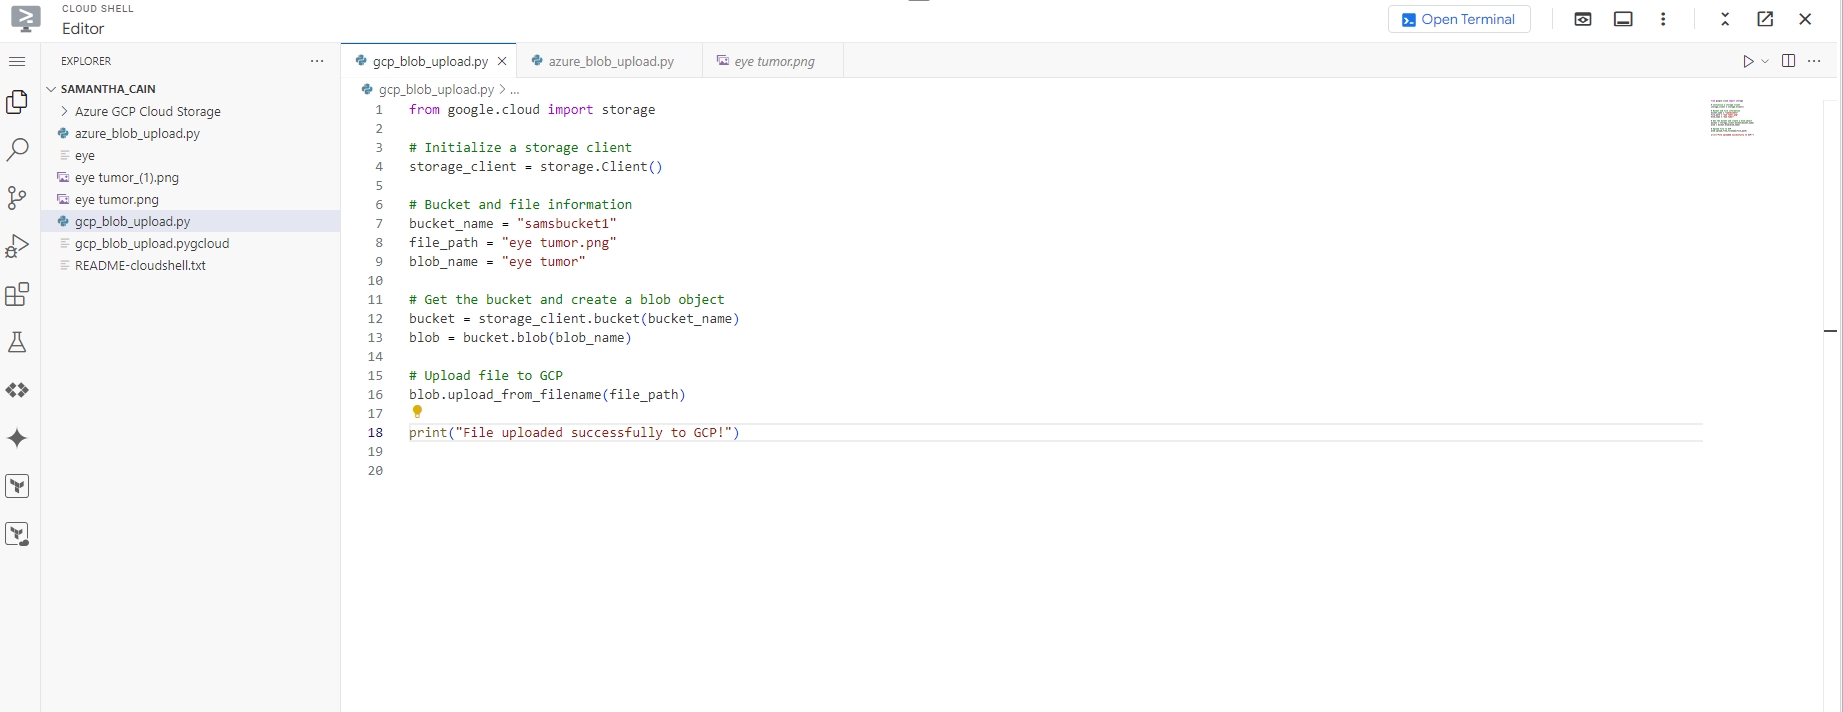 CLOUD SHELL
Editor
Open Terminal
EXPLORER
SAMANTHA_CAIN
Azure GCP Cloud Storage
azure_blob_upload.py
eye
eye tumor_(1).png
eye tumor.png
gcp_blob_upload.py
gcp_blob_upload.pygcloud
README-cloudshell.txt
gcp_blob_upload.py
azure_blob_upload.py
eye tumor.png
gcp_blob_upload.py > ...
1 from google.cloud import storage
2
3 # Initialize a storage client
4 storage_client = storage.Client()
5
6 # Bucket and file information
7 bucket_name = "samsbucket1"
8 file_path = "eye tumor.png"
9 blob_name = "eye tumor"
10
11 # Get the bucket and create a blob object
12 bucket = storage_client.bucket(bucket_name)
13 blob = bucket.blob(blob_name)
14
15 # Upload file to GCP
16 blob.upload_from_filename(file_path)
17
18 print("File uploaded successfully to GCP!")
19
20